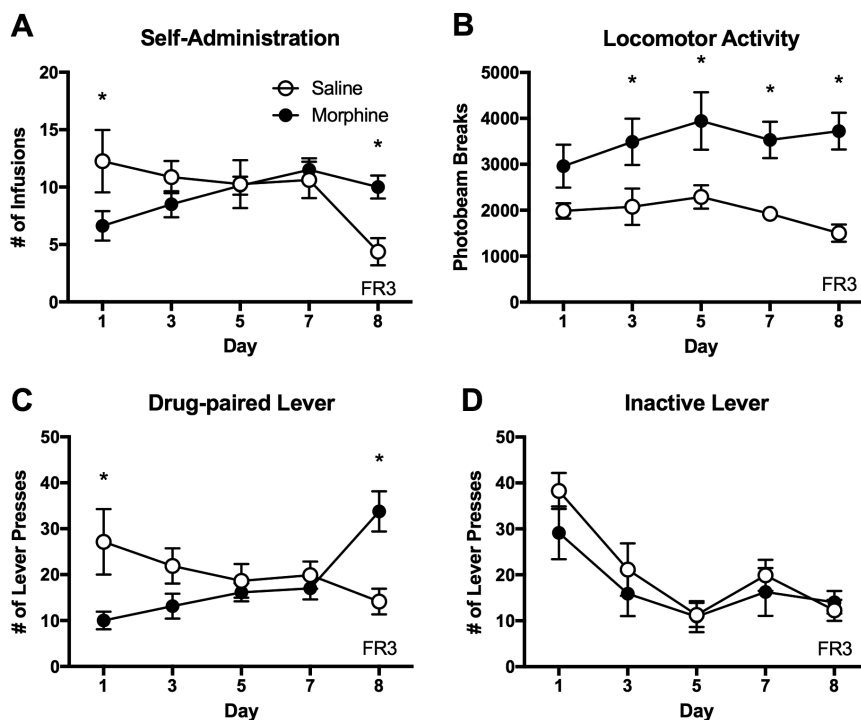 A
Self-Administration
20
15
10
5
0
# of Infusions
*
Saline
Morphine
*
FR3
1 3 5 7 8
Day
B
Locomotor Activity
5000
4000
3000
2000
1000
0
Photobeam Breaks
* * * *
FR3
1 3 5 7 8
Day
C
Drug-paired Lever
50
40
30
20
10
0
# of Lever Presses
* *
FR3
1 3 5 7 8
Day
D
Inactive Lever
50
40
30
20
10
0
# of Lever Presses
FR3
1 3 5 7 8
Day